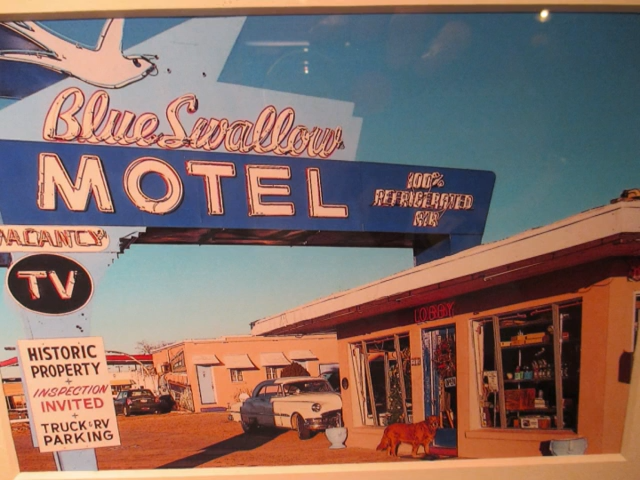 Blue Swallow
MOTEL
100%
REFRIGERATED
AIR
VACANCY
TV
LOBBY
HISTORIC
PROPERTY
+
INSPECTION
INVITED
+
TRUCK & RV
PARKING